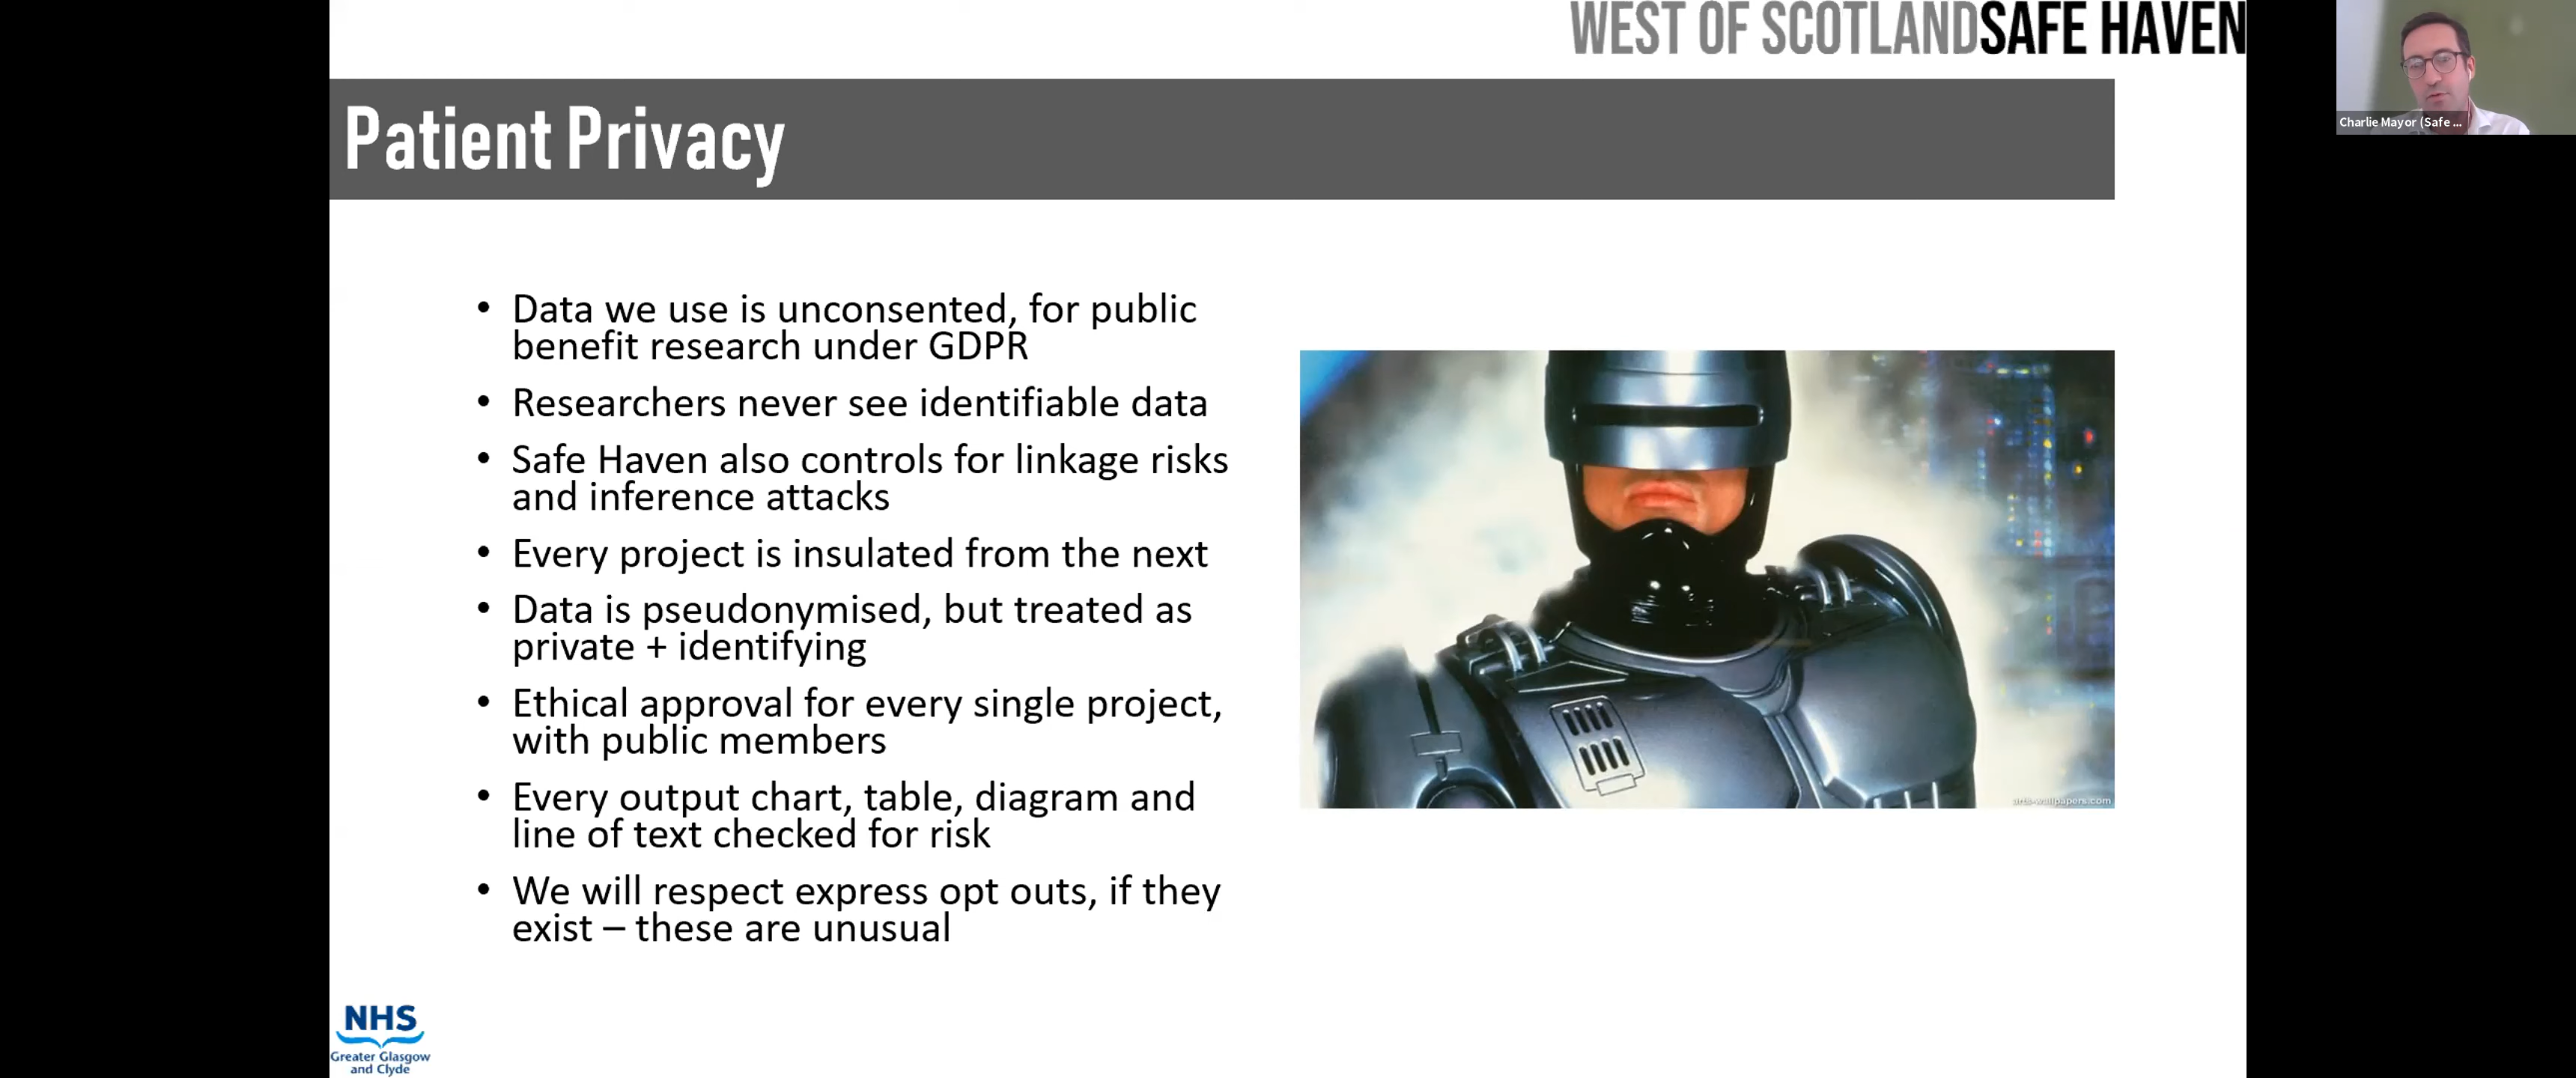 WEST OF SCOTLANDSAFE HAVEN
Charlie Mayor (Safe ...
Patient Privacy
• Data we use is unconsented, for public
benefit research under GDPR
• Researchers never see identifiable data
• Safe Haven also controls for linkage risks
and inference attacks
• Every project is insulated from the next
• Data is pseudonymised, but treated as
private + identifying
• Ethical approval for every single project,
with public members
• Every output chart, table, diagram and
line of text checked for risk
• We will respect express opt outs, if they
exist – these are unusual
arts-wallpapers.com
NHS
Greater Glasgow
and Clyde